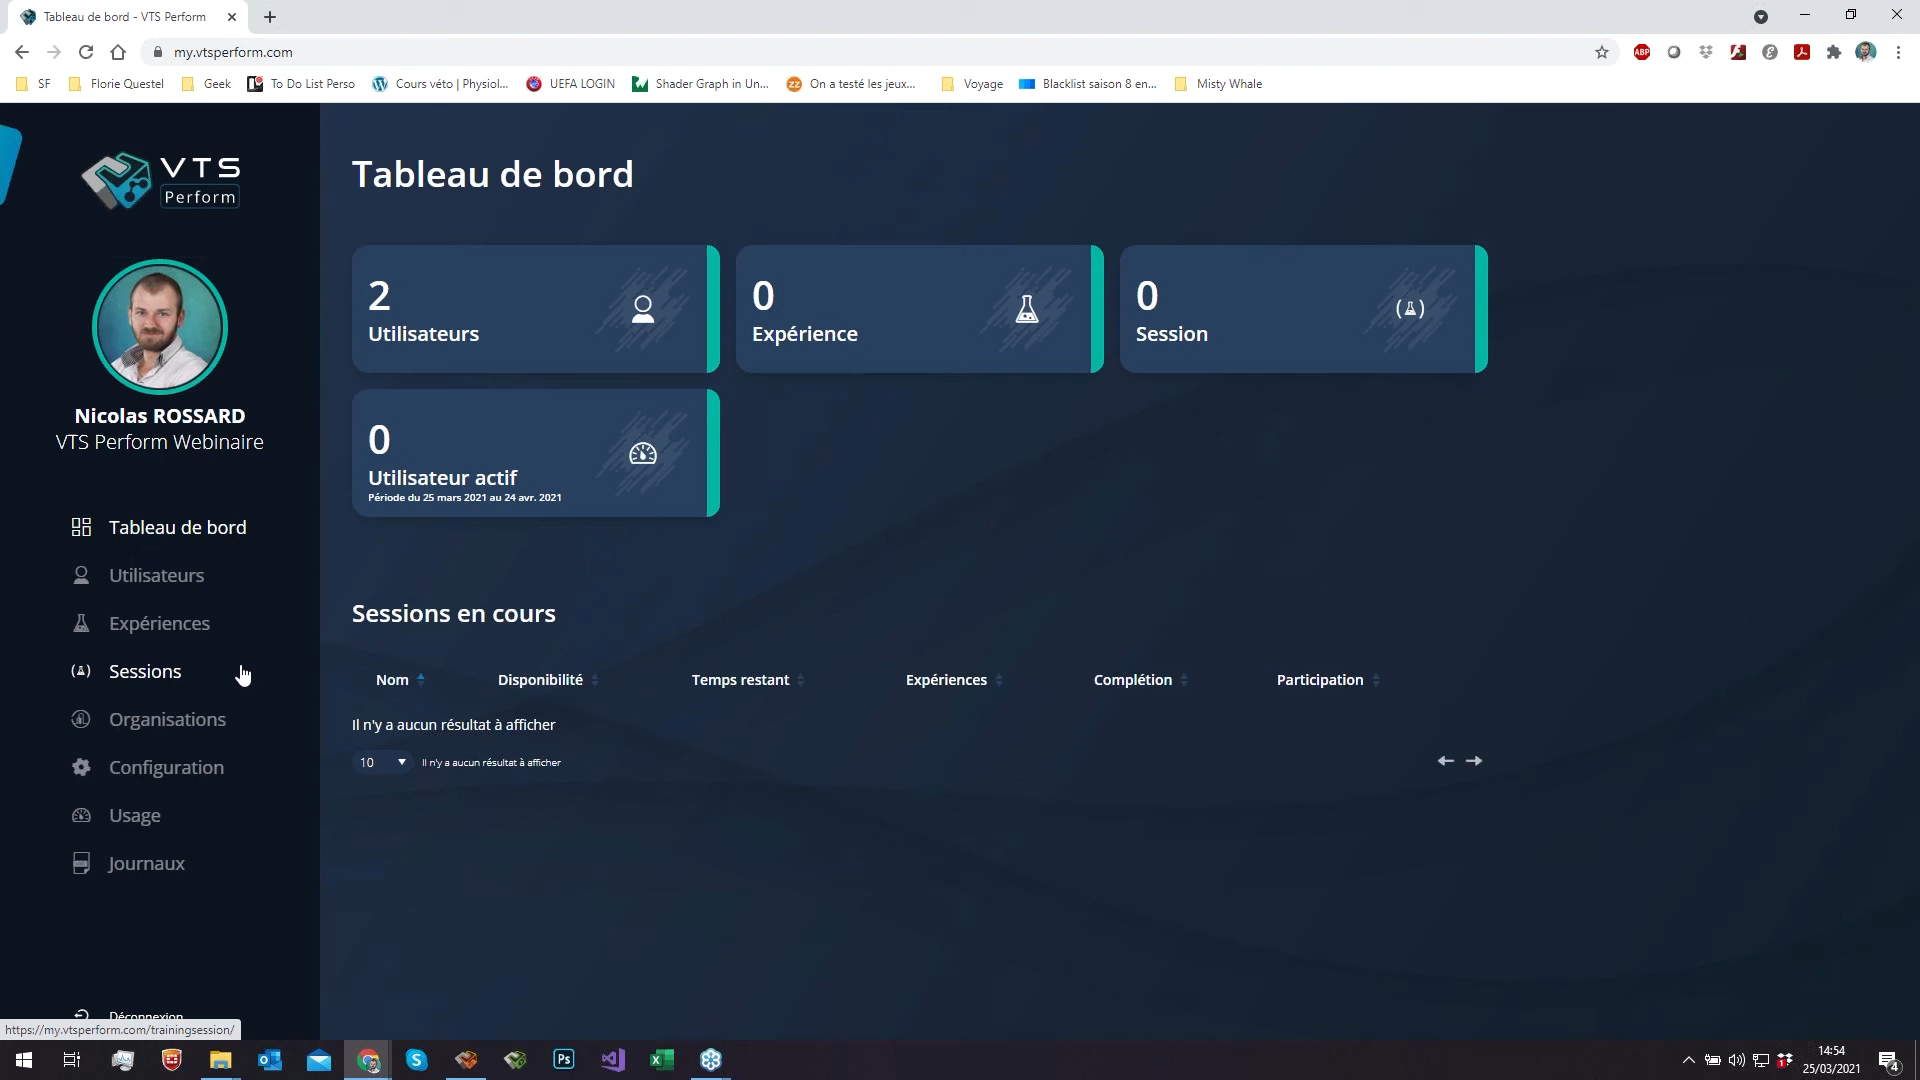 Tableau de bord - VTS Perform
my.vtsperform.com
ABP
SF
Florie Questel
Geek
To Do List Perso
Cours véto | Physiol...
UEFA LOGIN
Shader Graph in Un...
On a testé les jeux...
Voyage
Blacklist saison 8 en...
Misty Whale
VTS
Perform
Nicolas ROSSARD
VTS Perform Webinaire
Tableau de bord
Utilisateurs
Expériences
Sessions
Organisations
Configuration
Usage
Journaux
Déconnexion
https://my.vtsperform.com/trainingsession/
Tableau de bord
2
Utilisateurs
0
Expérience
0
Session
0
Utilisateur actif
Période du 25 mars 2021 au 24 avr. 2021
Sessions en cours
Nom Disponibilité Temps restant Expériences Complétion Participation
Il n'y a aucun résultat à afficher
10 Il n'y a aucun résultat à afficher
Ps
14:54
25/03/2021
4